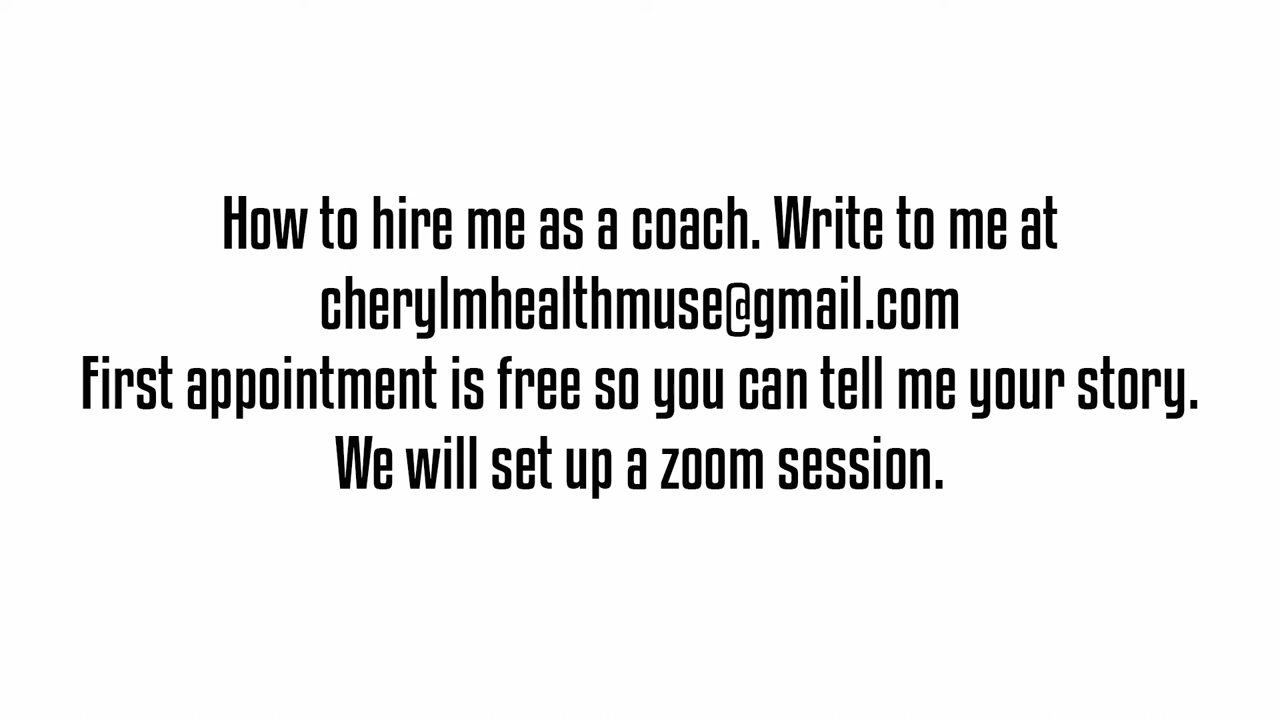 How to hire me as a coach. Write to me at
cherylmhealthmuse@gmail.com
First appointment is free so you can tell me your story.
We will set up a zoom session.